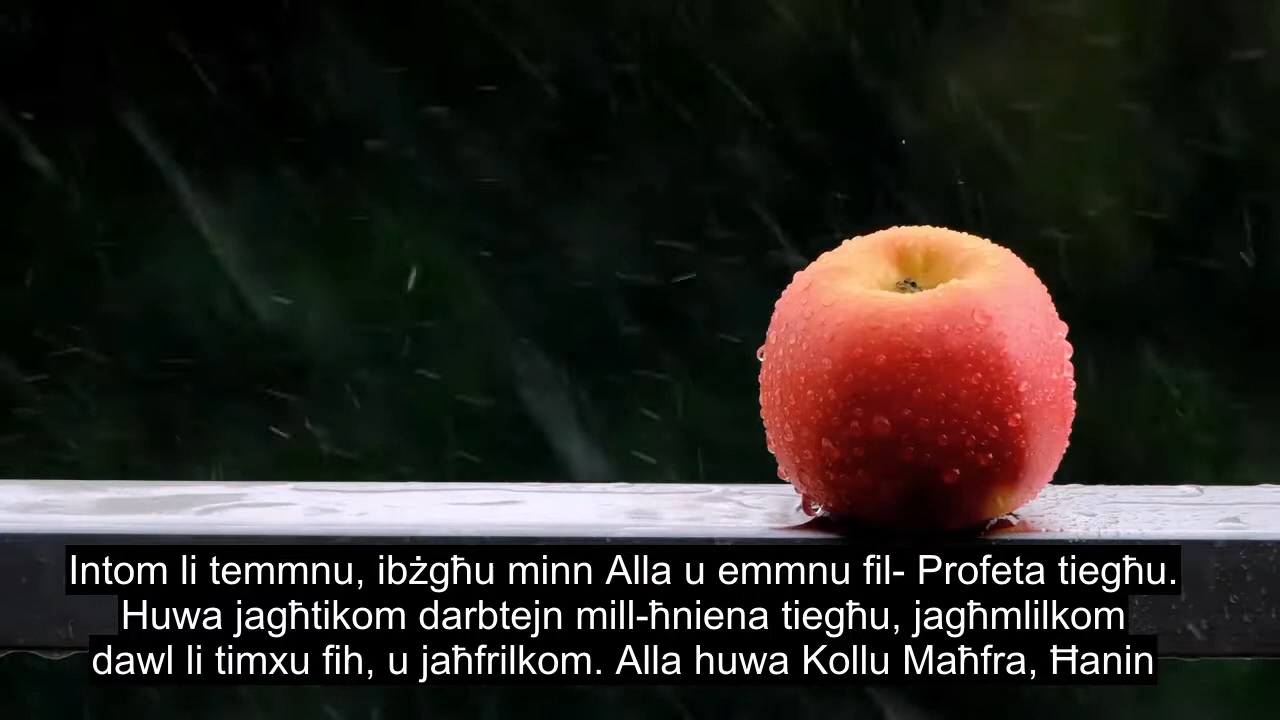 Intom li temmnu, ibżgħu minn Alla u emmnu fil- Profeta tiegħu.
Huwa jagħtikom darbtejn mill-ħniena tiegħu, jagħmlilkom
dawl li timxu fih, u jaħfrilkom. Alla huwa Kollu Maħfra, Ħanin